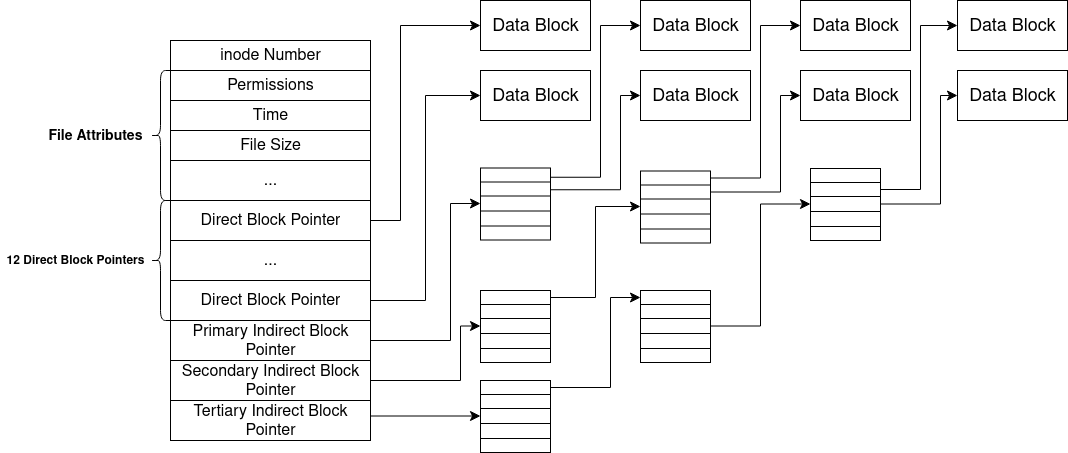 Data Block
Data Block
Data Block
Data Block
inode Number
Permissions
Time
File Size
...
File Attributes
Data Block
Data Block
Data Block
Data Block
Direct Block Pointer
...
Direct Block Pointer
12 Direct Block Pointers
Primary Indirect Block
Pointer
Secondary Indirect Block
Pointer
Tertiary Indirect Block
Pointer